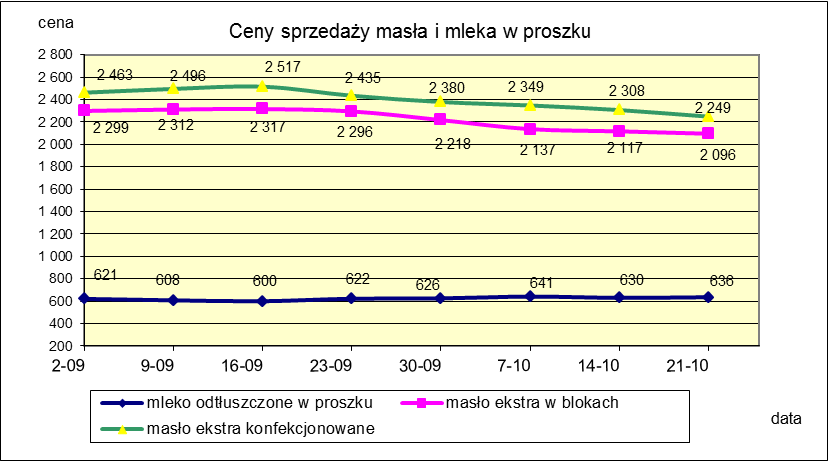 cena
Ceny sprzedaży masła i mleka w proszku
2 800
2 600
2 400
2 200
2 000
1 800
1 600
1 400
1 200
1 000
800
600
400
200
2 463 2 496 2 517 2 435 2 380 2 349 2 308 2 249
2 299 2 312 2 317 2 296 2 218 2 137 2 117 2 096
621 608 600 622 626 641 630 636
2-09 9-09 16-09 23-09 30-09 7-10 14-10 21-10
mleko odtłuszczone w proszku masło ekstra w blokach
masło ekstra konfekcjonowane
data